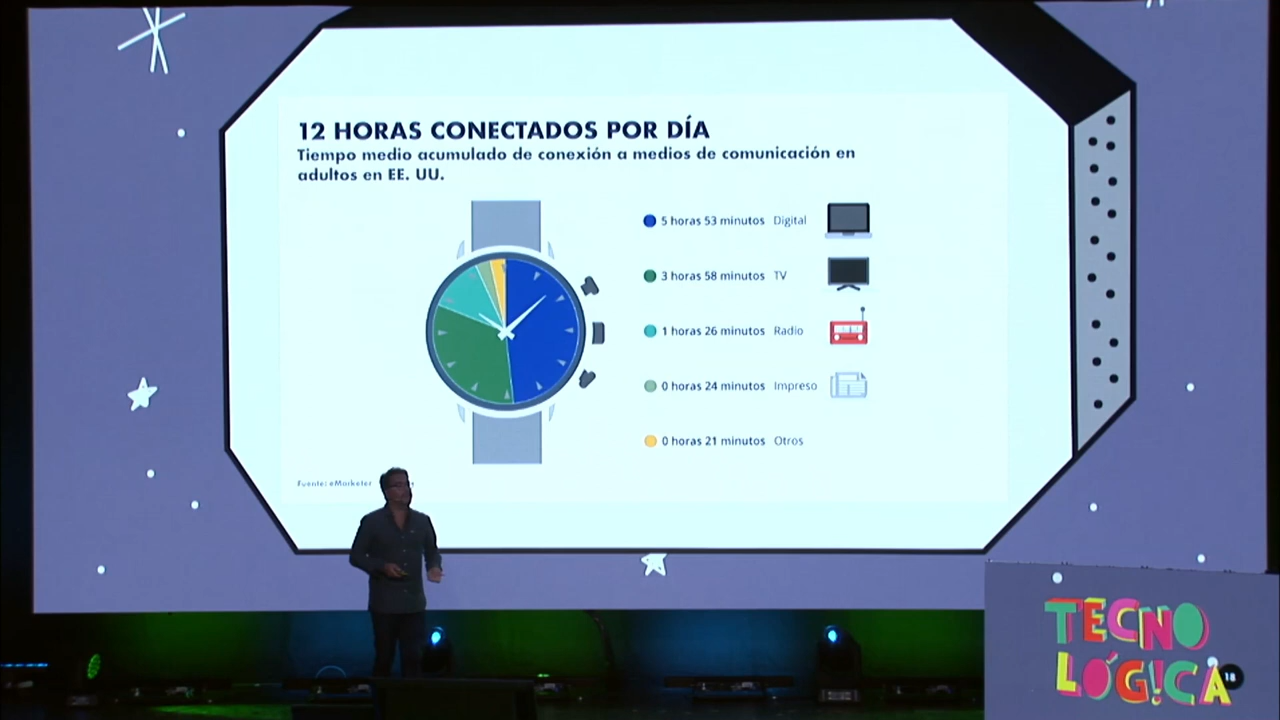 12 HORAS CONECTADOS POR DÍA
Tiempo medio acumulado de conexión a medios de comunicación en
adultos en EE. UU.
5 horas 53 minutos Digital
3 horas 58 minutos TV
1 horas 26 minutos Radio
0 horas 24 minutos Impreso
0 horas 21 minutos Otros
Fuente: eMarketer
TECNO
LÓGICA
18